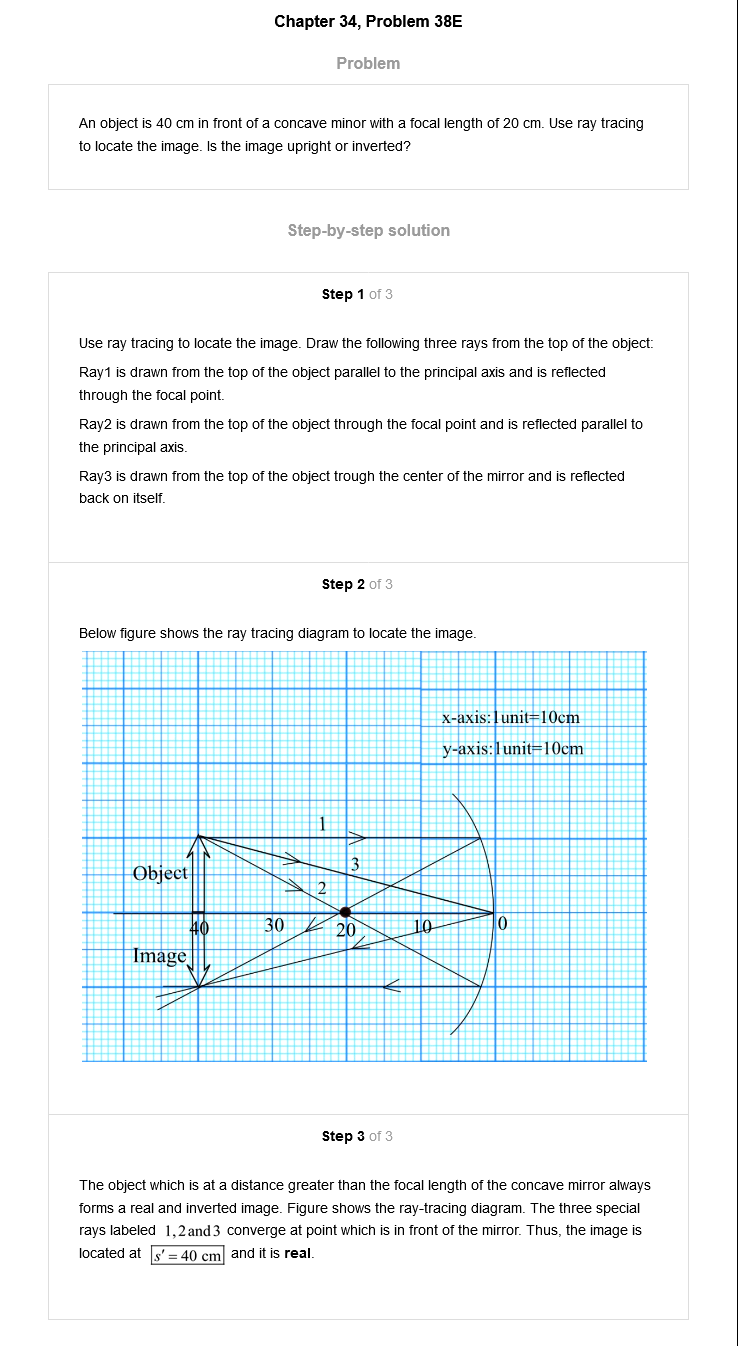 Chapter 34, Problem 38E
Problem
An object is 40 cm in front of a concave minor with a focal length of 20 cm. Use ray tracing
to locate the image. Is the image upright or inverted?
Step-by-step solution
Step 1 of 3
Use ray tracing to locate the image. Draw the following three rays from the top of the object:
Ray1 is drawn from the top of the object parallel to the principal axis and is reflected
through the focal point.
Ray2 is drawn from the top of the object through the focal point and is reflected parallel to
the principal axis.
Ray3 is drawn from the top of the object trough the center of the mirror and is reflected
back on itself.
Step 2 of 3
Below figure shows the ray tracing diagram to locate the image.
x-axis:1unit=10cm
y-axis:1unit=10cm
1
3
Object
2
40 30 20 10 0
Image
Step 3 of 3
The object which is at a distance greater than the focal length of the concave mirror always
forms a real and inverted image. Figure shows the ray-tracing diagram. The three special
rays labeled 1,2and3 converge at point which is in front of the mirror. Thus, the image is
located at s′ = 40 cm and it is real.